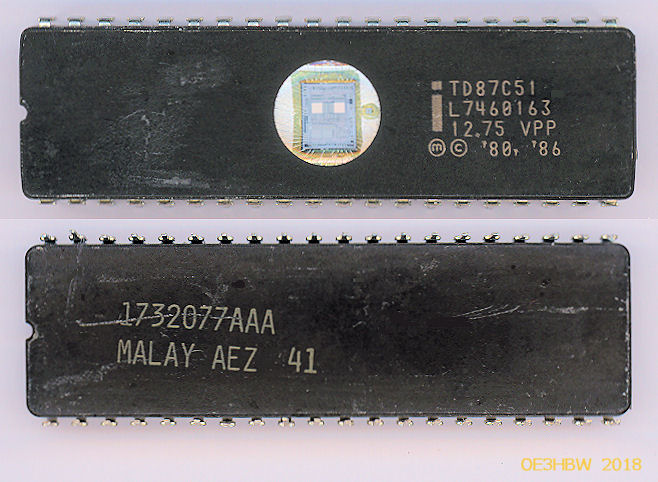 i TD87C51
L7460163
12.75 VPP
ⓜ © '80, '86
1732077AAA
MALAY AEZ 41
OE3HBW 2018